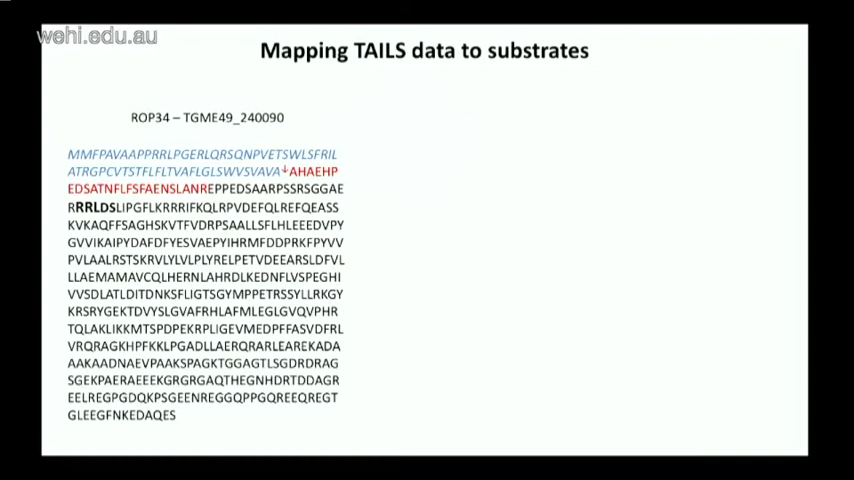 wehi.edu.au
Mapping TAILS data to substrates
ROP34 – TGME49_240090
MMFPAVAAPPRRLPGERLQRSQNPVETSWLSFRIL
ATRGPCVTSTFLFLTVAFLGLSWVSVAVA↓AHAEHP
EDSATNFLFSFAENSLANREPPEDSAARPSSRSGGAE
RRRLDSLIPGFLKRRRIFKQLRPVDEFQLREFQEASS
KVKAQFFSAGHSKVTFVDRPSAALLSFLHLEEEDVPY
GVVIKAIPYDAFDFYESVAEPYIHRMFDDPRKFPYVV
PVLAALRSTSKRVLYLVLPLYRELPETVDEEARSLDFVL
LLAEMAMAVCQLHERNLAHRDLKEDNFLVSPEGHI
VVSDLATLDITDNKSFLIGTSGYMPPETRSSYLLRKGY
KRSRYGEKTDVYSLGVAFRHLAFMLEGLGVQVPHR
TQLAKLIKKMTSPDPEKRPLIGEVMEDPFFASVDFRL
VRQRAGKHPFKKLPGADLLAERQRARLEAREKADA
AAKAADNAEVPAAKSPAGKTGGAGTLSGDRDRAG
SGEKPAERAEEEKGRGRGAQTHEGNHDRTDDAGR
EELREGPGDQKPSGEENREGGQPPGQREEQREGT
GLEEGFNKEDAQES